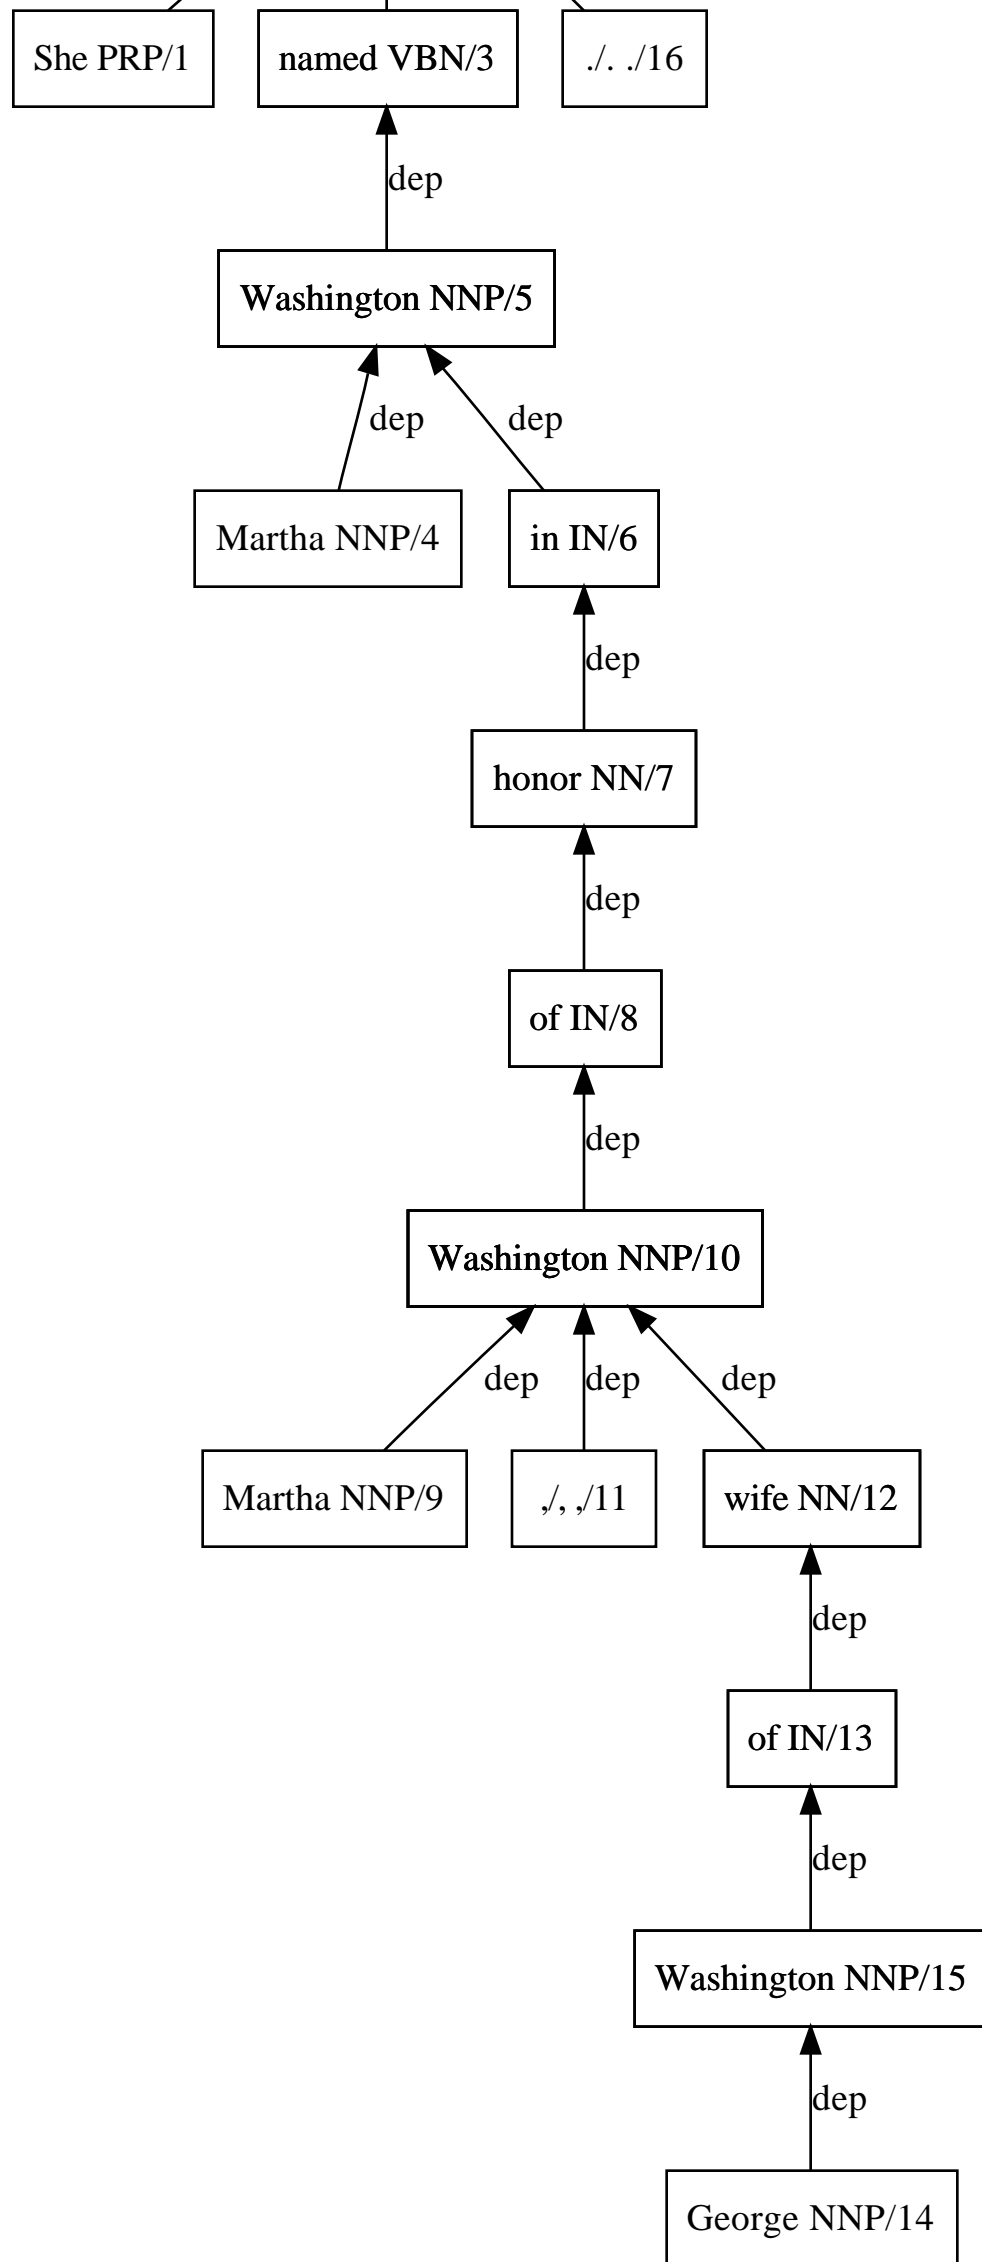 She PRP/1 named VBN/3 ./. ./16
dep
Washington NNP/5
dep dep
Martha NNP/4 in IN/6
dep
honor NN/7
dep
of IN/8
dep
Washington NNP/10
dep dep dep
Martha NNP/9 ,/, ,/11 wife NN/12
dep
of IN/13
dep
Washington NNP/15
dep
George NNP/14